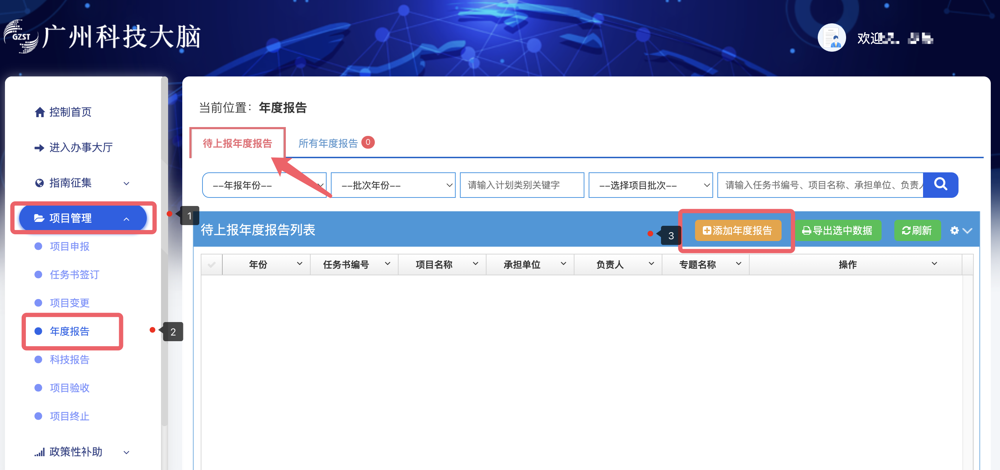 GZST
广州科技大脑
欢迎
控制首页
进入办事大厅
指南征集
项目管理
1
项目申报
任务书签订
项目变更
年度报告
2
科技报告
项目验收
项目终止
政策性补助
当前位置：年度报告
待上报年度报告
所有年度报告 0
--年报年份--
--批次年份--
请输入计划类别关键字
--选择项目批次--
请输入任务书编号、项目名称、承担单位、负责
待上报年度报告列表
3
添加年度报告
导出选中数据
刷新
年份
任务书编号
项目名称
承担单位
负责人
专题名称
操作